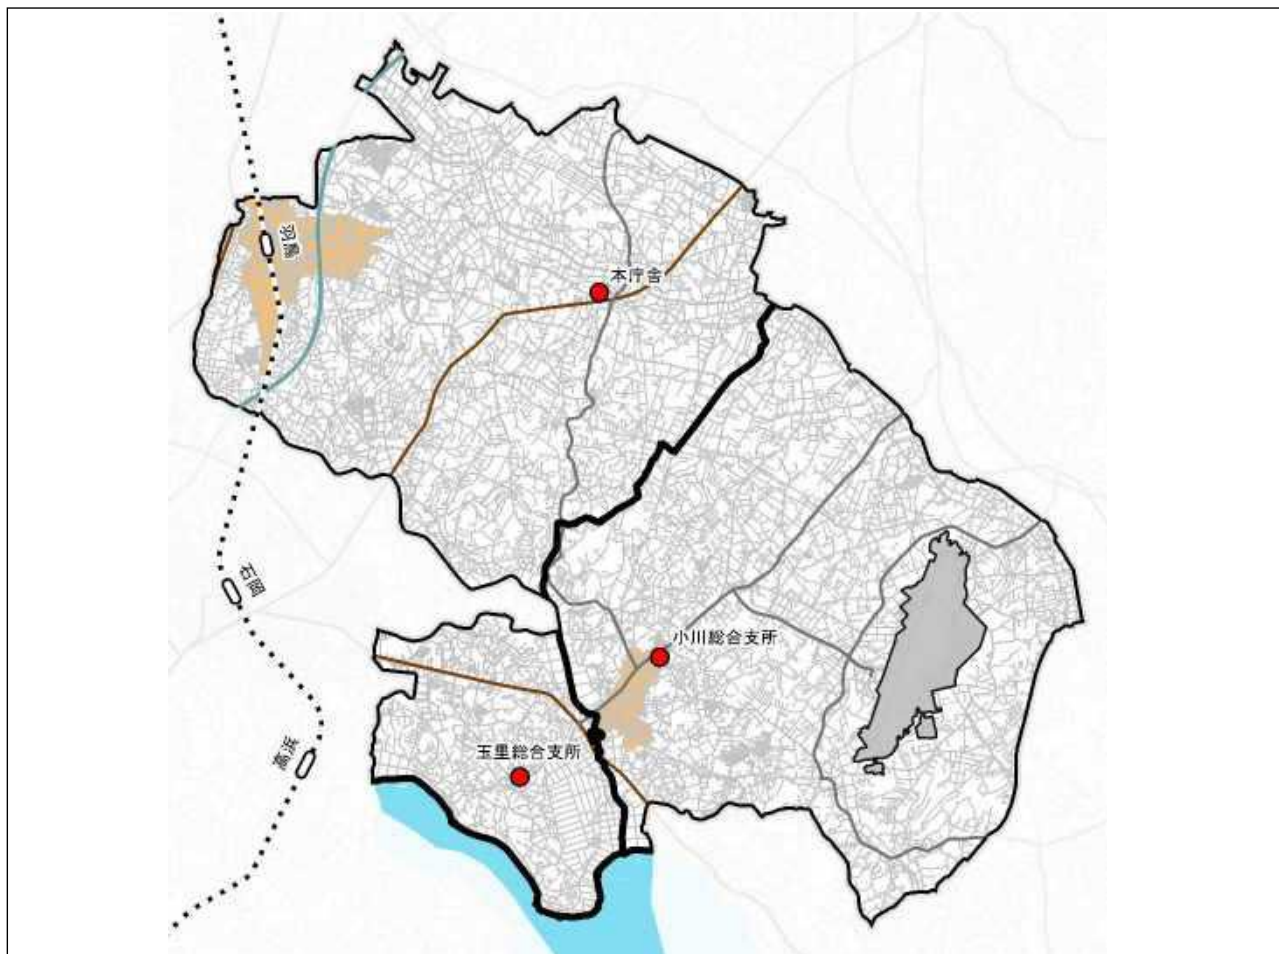 羽鳥
本庁舎
石岡
小川総合支所
高浜
玉里総合支所